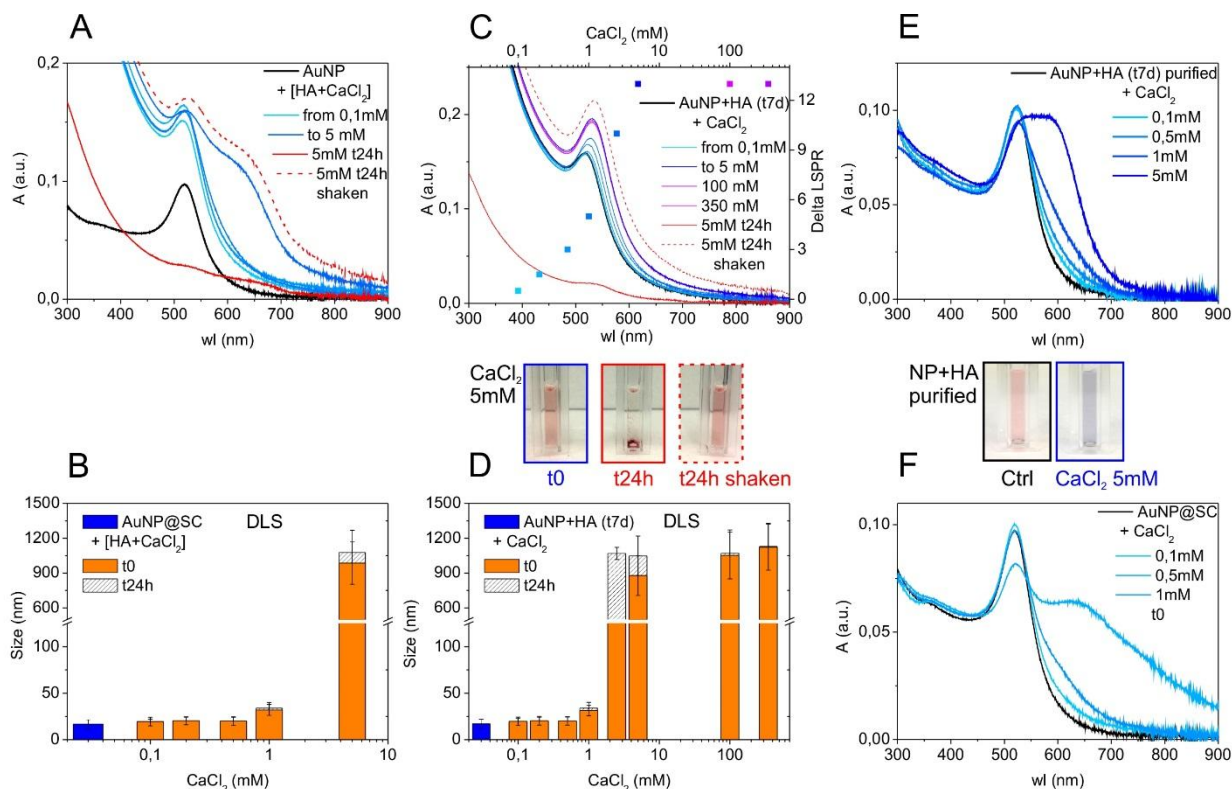 A
0,2
0,1
0,0
A (a.u.)
300 400 500 600 700 800 900
wl (nm)
AuNP
+ [HA+CaCl₂]
from 0,1mM
to 5 mM
5mM t24h
5mM t24h
shaken
C
CaCl₂ (mM)
0,1 1 10 100
0,2
0,1
0,0
A (a.u.)
12
9
6
3
0
Delta LSPR
300 400 500 600 700 800 900
wl (nm)
AuNP+HA (t7d)
+ CaCl₂
from 0,1mM
to 5 mM
100 mM
350 mM
5mM t24h
5mM t24h
shaken
E
0,10
0,05
0,00
A (a.u.)
300 400 500 600 700 800 900
wl (nm)
AuNP+HA (t7d) purified
+ CaCl₂
0,1mM
0,5mM
1mM
5mM
CaCl₂
5mM
t0
t24h
t24h shaken
NP+HA
purified
Ctrl
CaCl₂ 5mM
B
1500
1200
900
600
100
50
25
0
Size (nm)
0,1 1 10
CaCl₂ (mM)
AuNP@SC
+ [HA+CaCl₂]
t0
t24h
DLS
D
1500
1200
900
600
100
50
25
0
Size (nm)
0,1 1 10 100
CaCl₂ (mM)
AuNP+HA (t7d)
+ CaCl₂
t0
t24h
DLS
F
0,10
0,05
0,00
A (a.u.)
300 400 500 600 700 800 900
wl (nm)
AuNP@SC
+ CaCl₂
0,1mM
0,5mM
1mM
t0